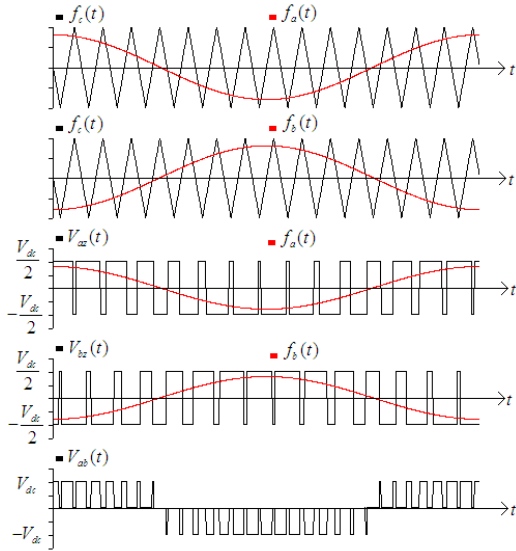 f_c(t) f_a(t)
t
f_c(t) f_b(t)
t
V_az(t) f_a(t)
V_dc/2
t
-V_dc/2
V_bz(t) f_b(t)
V_dc/2
t
-V_dc/2
V_ab(t)
V_dc
t
-V_dc